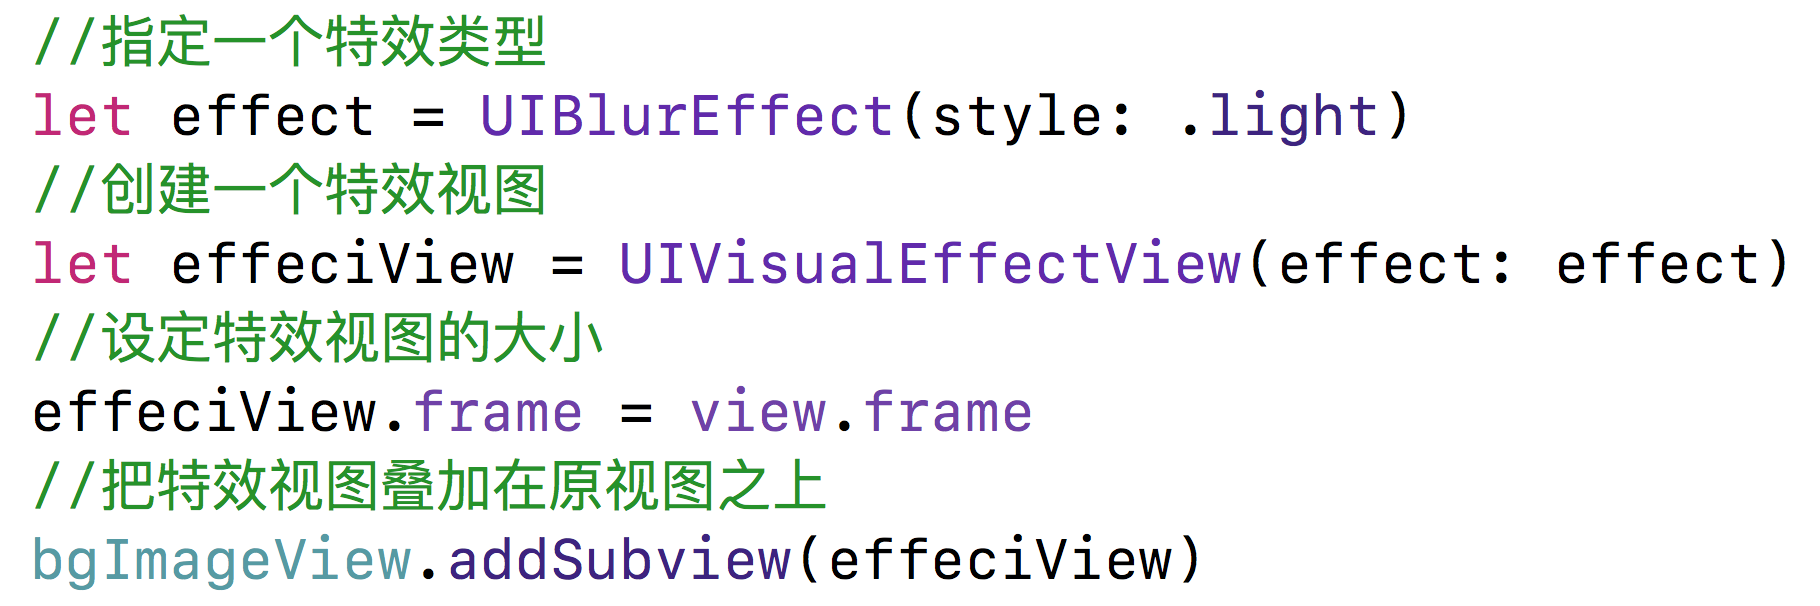 //指定一个特效类型
let effect = UIBlurEffect(style: .light)
//创建一个特效视图
let effeciView = UIVisualEffectView(effect: effect)
//设定特效视图的大小
effeciView.frame = view.frame
//把特效视图叠加在原视图之上
bgImageView.addSubview(effeciView)